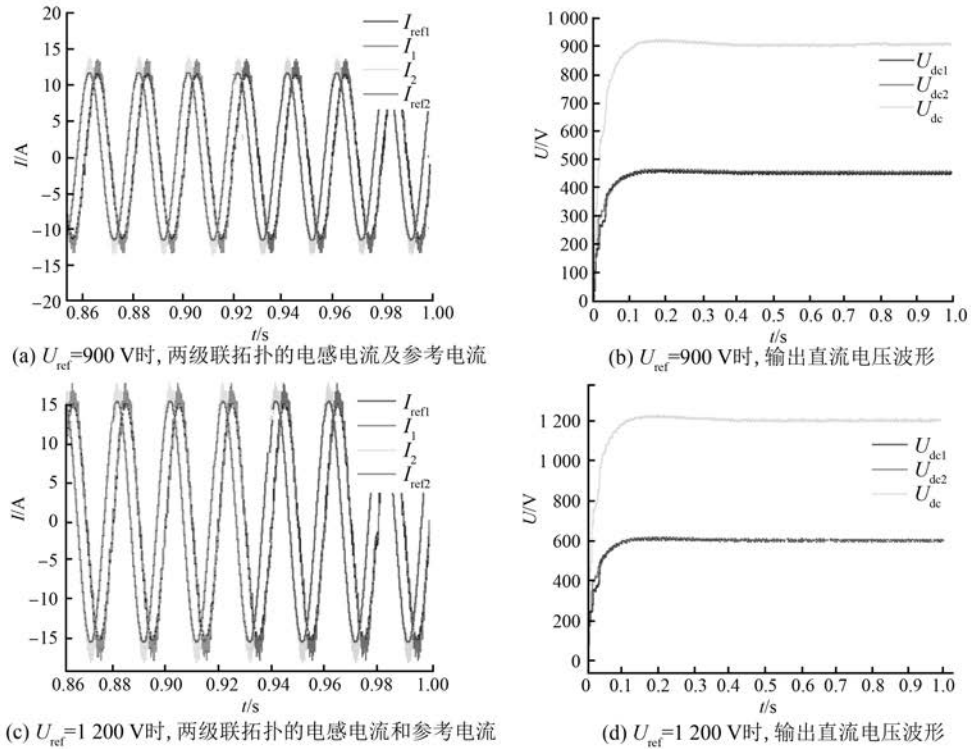 20
15
10
5
0
−5
−10
−15
−20
I/A
0.86 0.88 0.90 0.92 0.94 0.96 0.98 1.00
t/s
I_ref1
I_1
I_2
I_ref2
(a) U_ref=900 V时, 两级联拓扑的电感电流及参考电流
1 000
900
800
700
600
500
400
300
200
100
0
U/V
0 0.1 0.2 0.3 0.4 0.5 0.6 0.7 0.8 0.9 1.0
t/s
U_dc1
U_dc2
U_dc
(b) U_ref=900 V时, 输出直流电压波形
15
10
5
0
−5
−10
−15
I/A
0.86 0.88 0.90 0.92 0.94 0.96 0.98 1.00
t/s
I_ref1
I_1
I_2
I_ref2
(c) U_ref=1 200 V时, 两级联拓扑的电感电流和参考电流
1 200
1 000
800
600
400
200
0
U/V
0 0.1 0.2 0.3 0.4 0.5 0.6 0.7 0.8 0.9 1.0
t/s
U_dc1
U_dc2
U_dc
(d) U_ref=1 200 V时, 输出直流电压波形